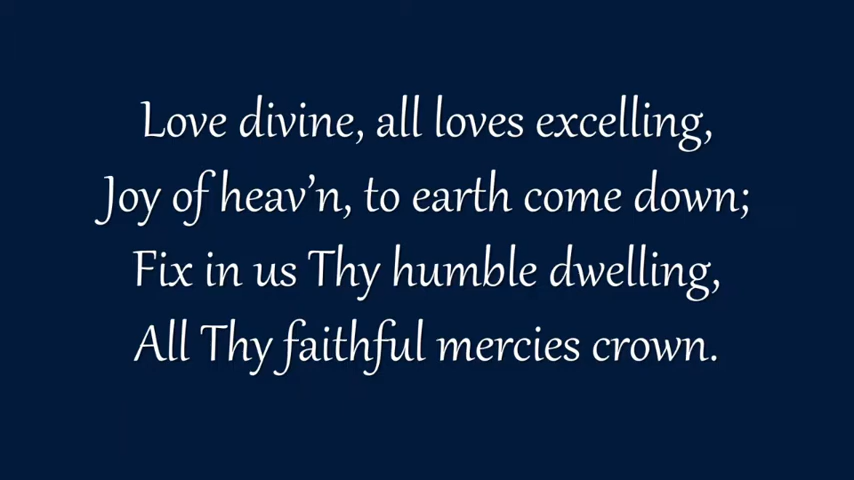 Love divine, all loves excelling,
Joy of heav’n, to earth come down;
Fix in us Thy humble dwelling,
All Thy faithful mercies crown.